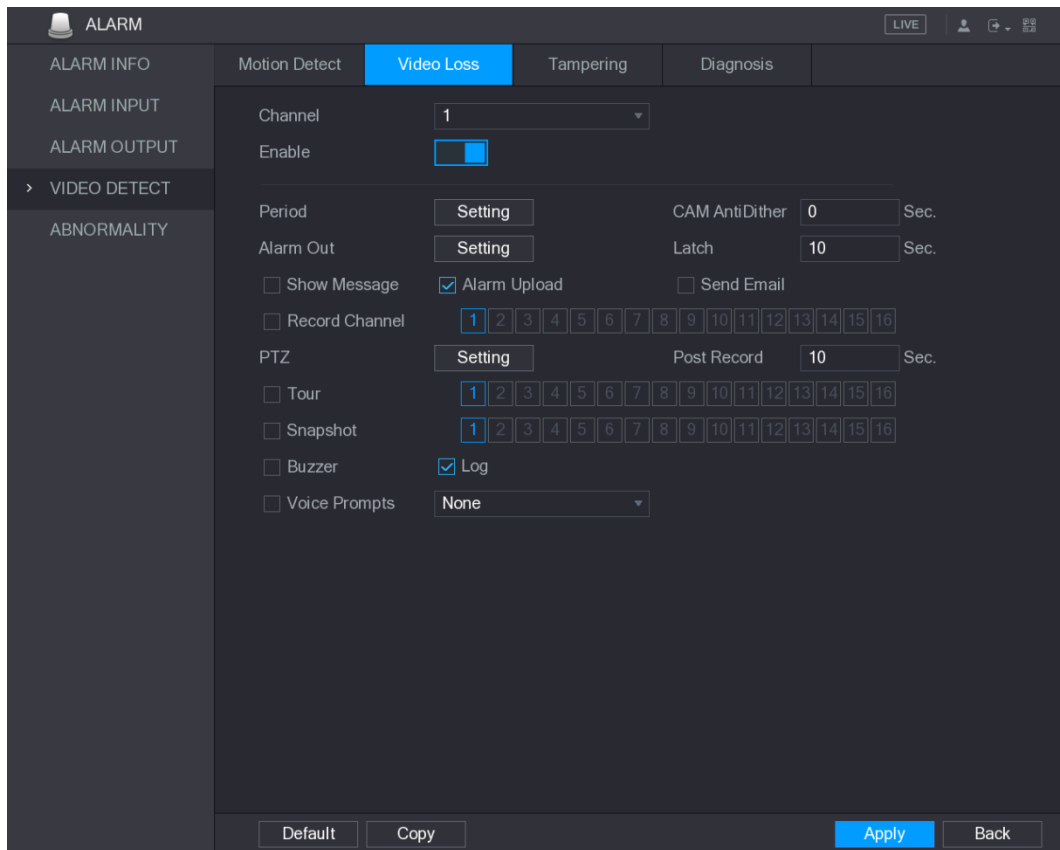 ALARM LIVE
ALARM INFO
ALARM INPUT
ALARM OUTPUT
> VIDEO DETECT
ABNORMALITY
Motion Detect Video Loss Tampering Diagnosis
Channel 1
Enable
Period Setting CAM AntiDither 0 Sec.
Alarm Out Setting Latch 10 Sec.
Show Message Alarm Upload Send Email
Record Channel 1 2 3 4 5 6 7 8 9 10 11 12 13 14 15 16
PTZ Setting Post Record 10 Sec.
Tour 1 2 3 4 5 6 7 8 9 10 11 12 13 14 15 16
Snapshot 1 2 3 4 5 6 7 8 9 10 11 12 13 14 15 16
Buzzer Log
Voice Prompts None
Default Copy Apply Back